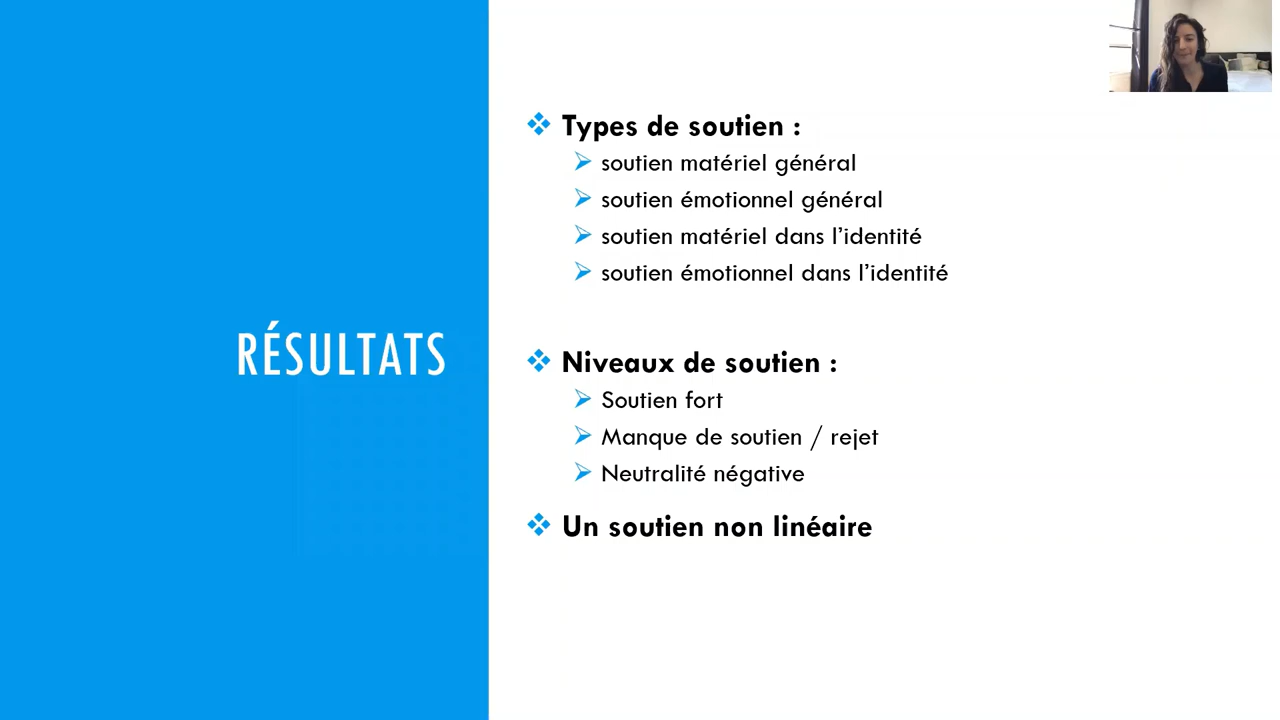 RÉSULTATS
Types de soutien :
soutien matériel général
soutien émotionnel général
soutien matériel dans l'identité
soutien émotionnel dans l'identité
Niveaux de soutien :
Soutien fort
Manque de soutien / rejet
Neutralité négative
Un soutien non linéaire